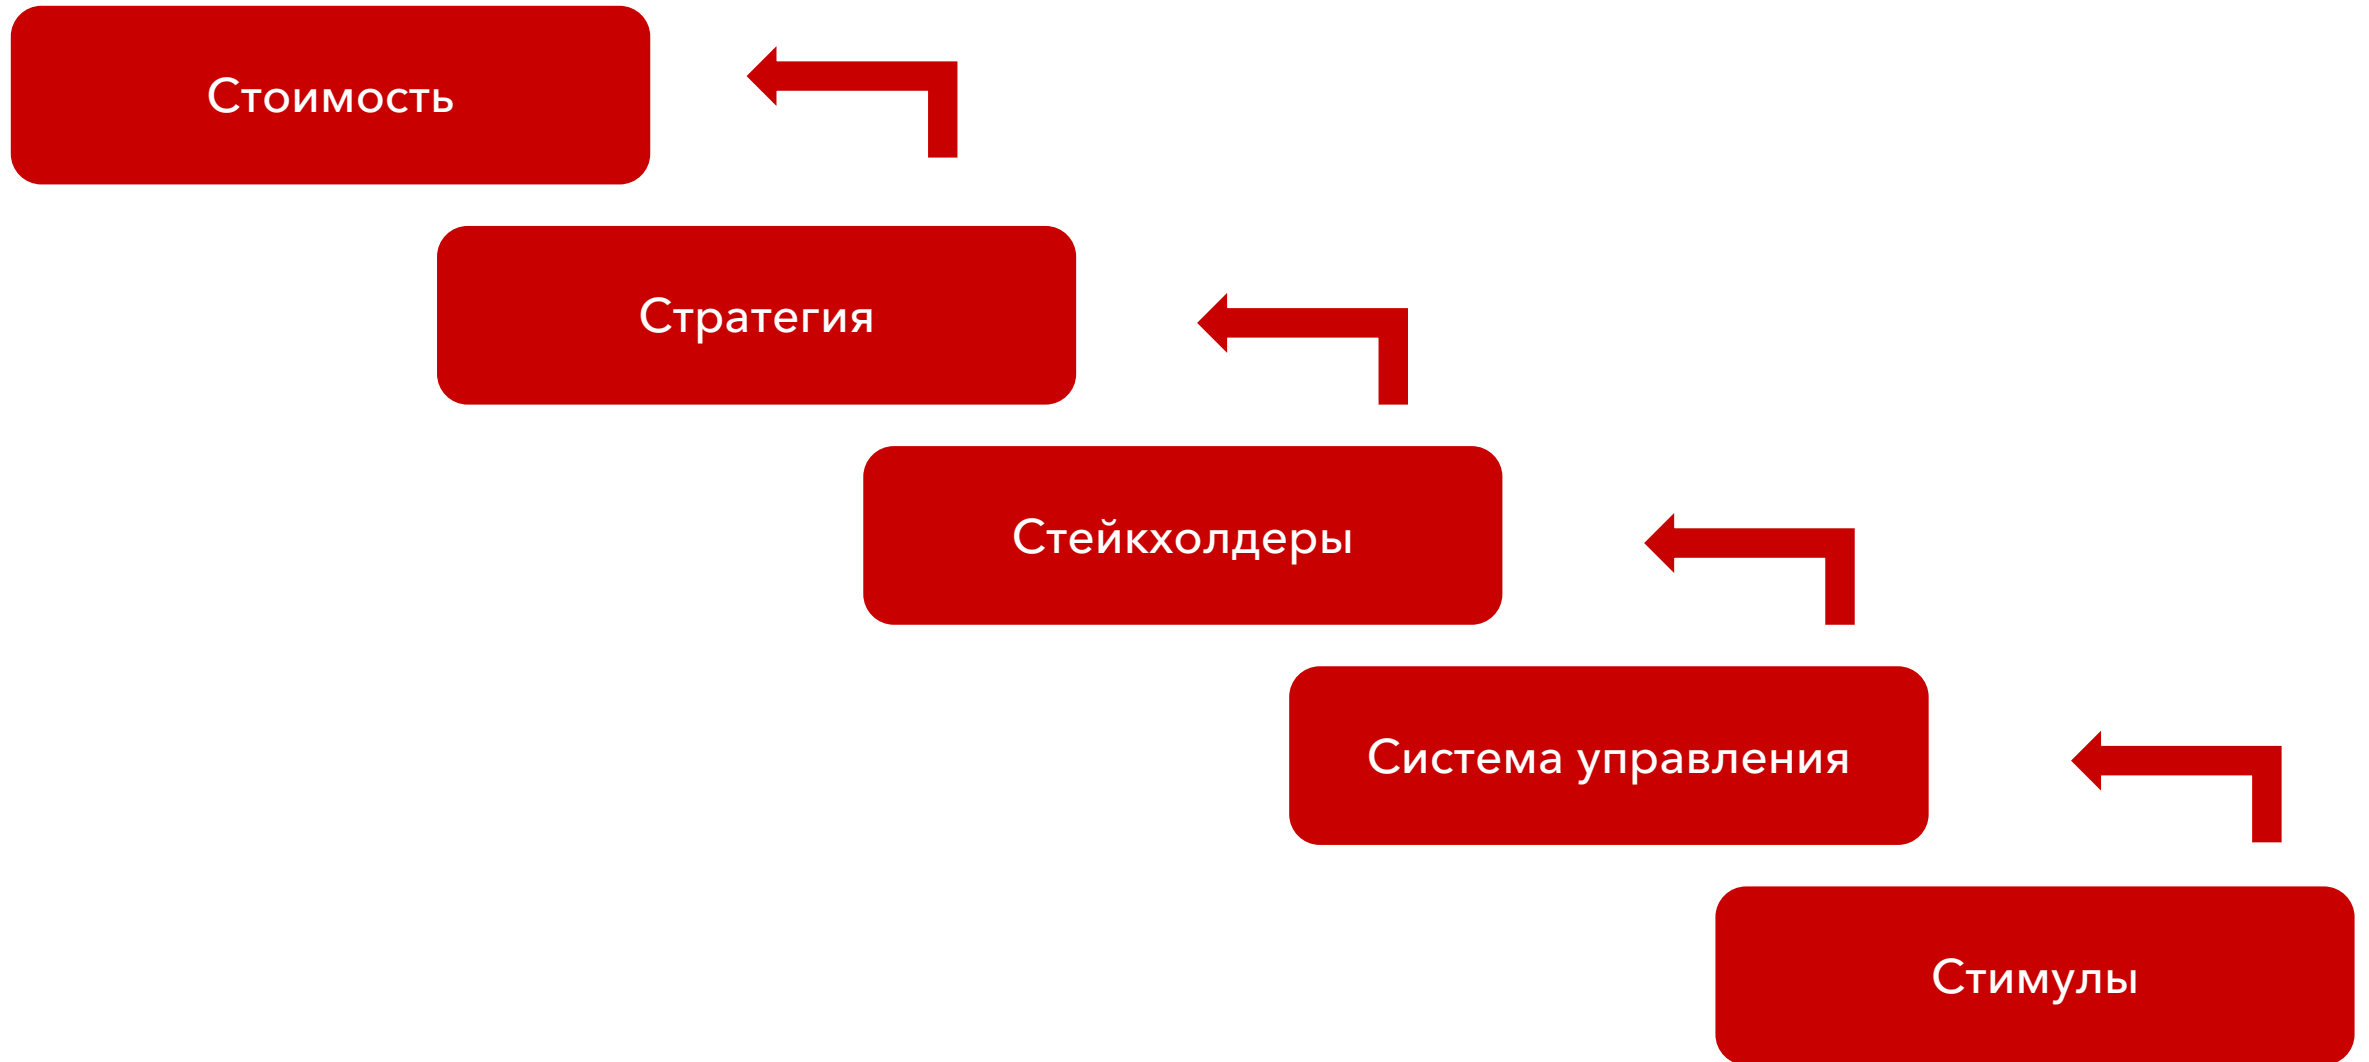 Стоимость
Стратегия
Стейкхолдеры
Система управления
Стимулы